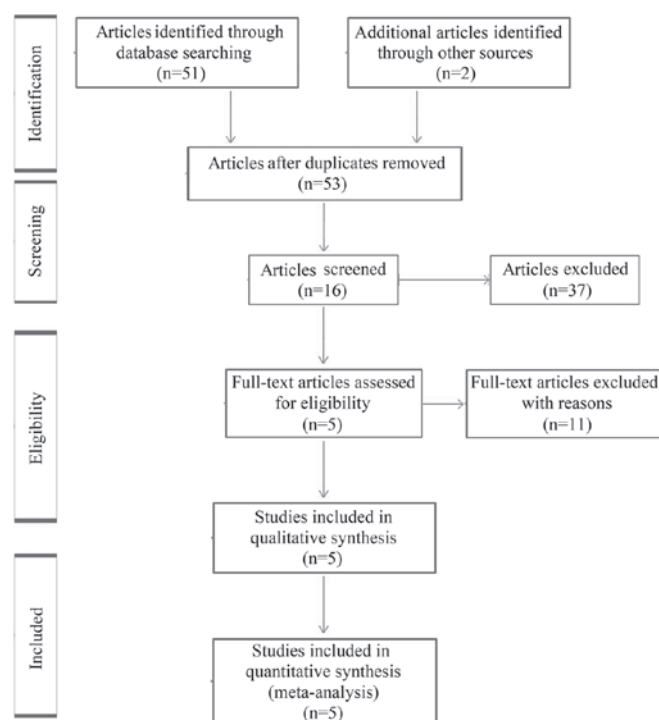 Identification
Articles identified through
database searching
(n=51)
Additional articles identified
through other sources
(n=2)
Articles after duplicates removed
(n=53)
Screening
Articles screened
(n=16)
Articles excluded
(n=37)
Eligibility
Full-text articles assessed
for eligibility
(n=5)
Full-text articles excluded
with reasons
(n=11)
Studies included in
qualitative synthesis
(n=5)
Included
Studies included in
quantitative synthesis
(meta-analysis)
(n=5)